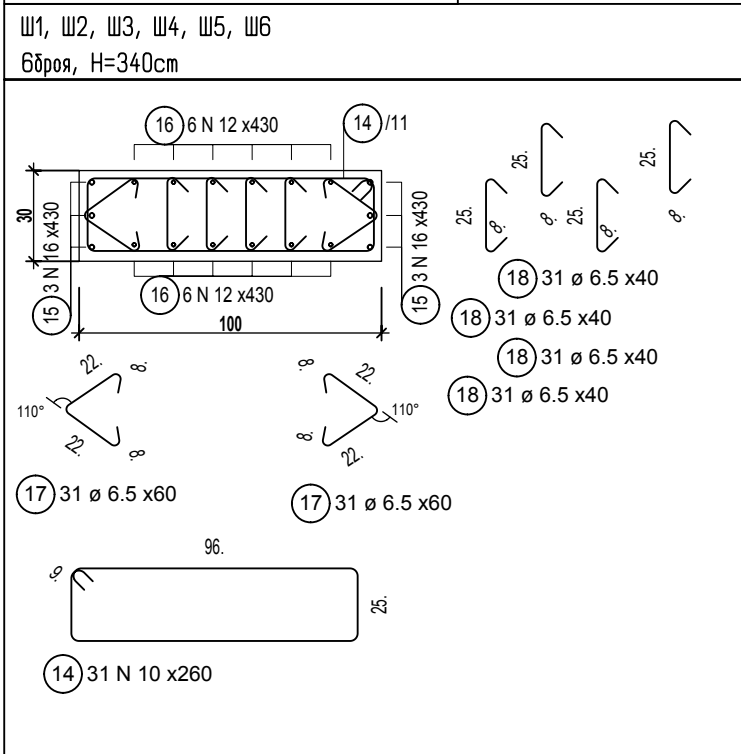 Ш1, Ш2, Ш3, Ш4, Ш5, Ш6
6броя, H=340cm
16 6 N 12 x430
14 /11
30
15 3 N 16 x430
15 3 N 16 x430
16 6 N 12 x430
100
25.
8.
25.
8.
25.
8.
25.
8.
18 31 ø 6.5 x40
18 31 ø 6.5 x40
18 31 ø 6.5 x40
18 31 ø 6.5 x40
22.
8.
110°
22.
8.
17 31 ø 6.5 x60
8.
22.
110°
8.
22.
17 31 ø 6.5 x60
96.
9.
25.
14 31 N 10 x260